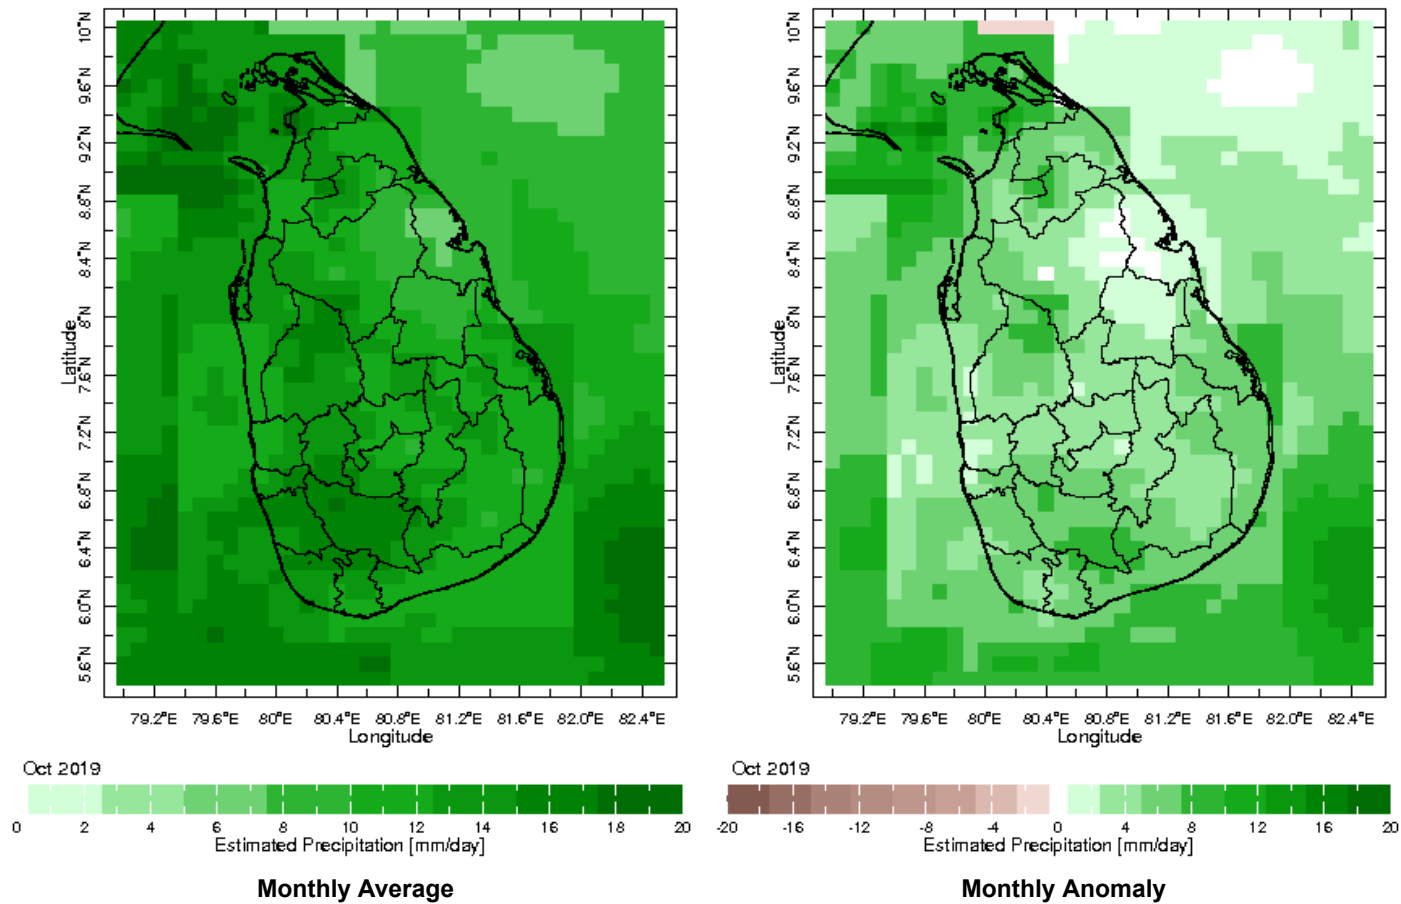 10°N
9.6°N
9.2°N
8.8°N
8.4°N
8°N
7.6°N
7.2°N
6.8°N
6.4°N
6.0°N
5.6°N
Latitude
79.2°E 79.6°E 80°E 80.4°E 80.8°E 81.2°E 81.6°E 82.0°E 82.4°E
Longitude
Oct 2019
0 2 4 6 8 10 12 14 16 20
Estimated Precipitation [mm/day]
Monthly Average
10°N
9.6°N
9.2°N
8.8°N
8.4°N
8°N
7.6°N
7.2°N
6.8°N
6.4°N
6.0°N
5.6°N
Latitude
79.2°E 79.6°E 80°E 80.4°E 80.8°E 81.2°E 81.6°E 82.0°E 82.4°E
Longitude
Oct 2019
-20 -16 -12 -8 -4 0 4 8 12 16 20
Estimated Precipitation [mm/day]
Monthly Anomaly